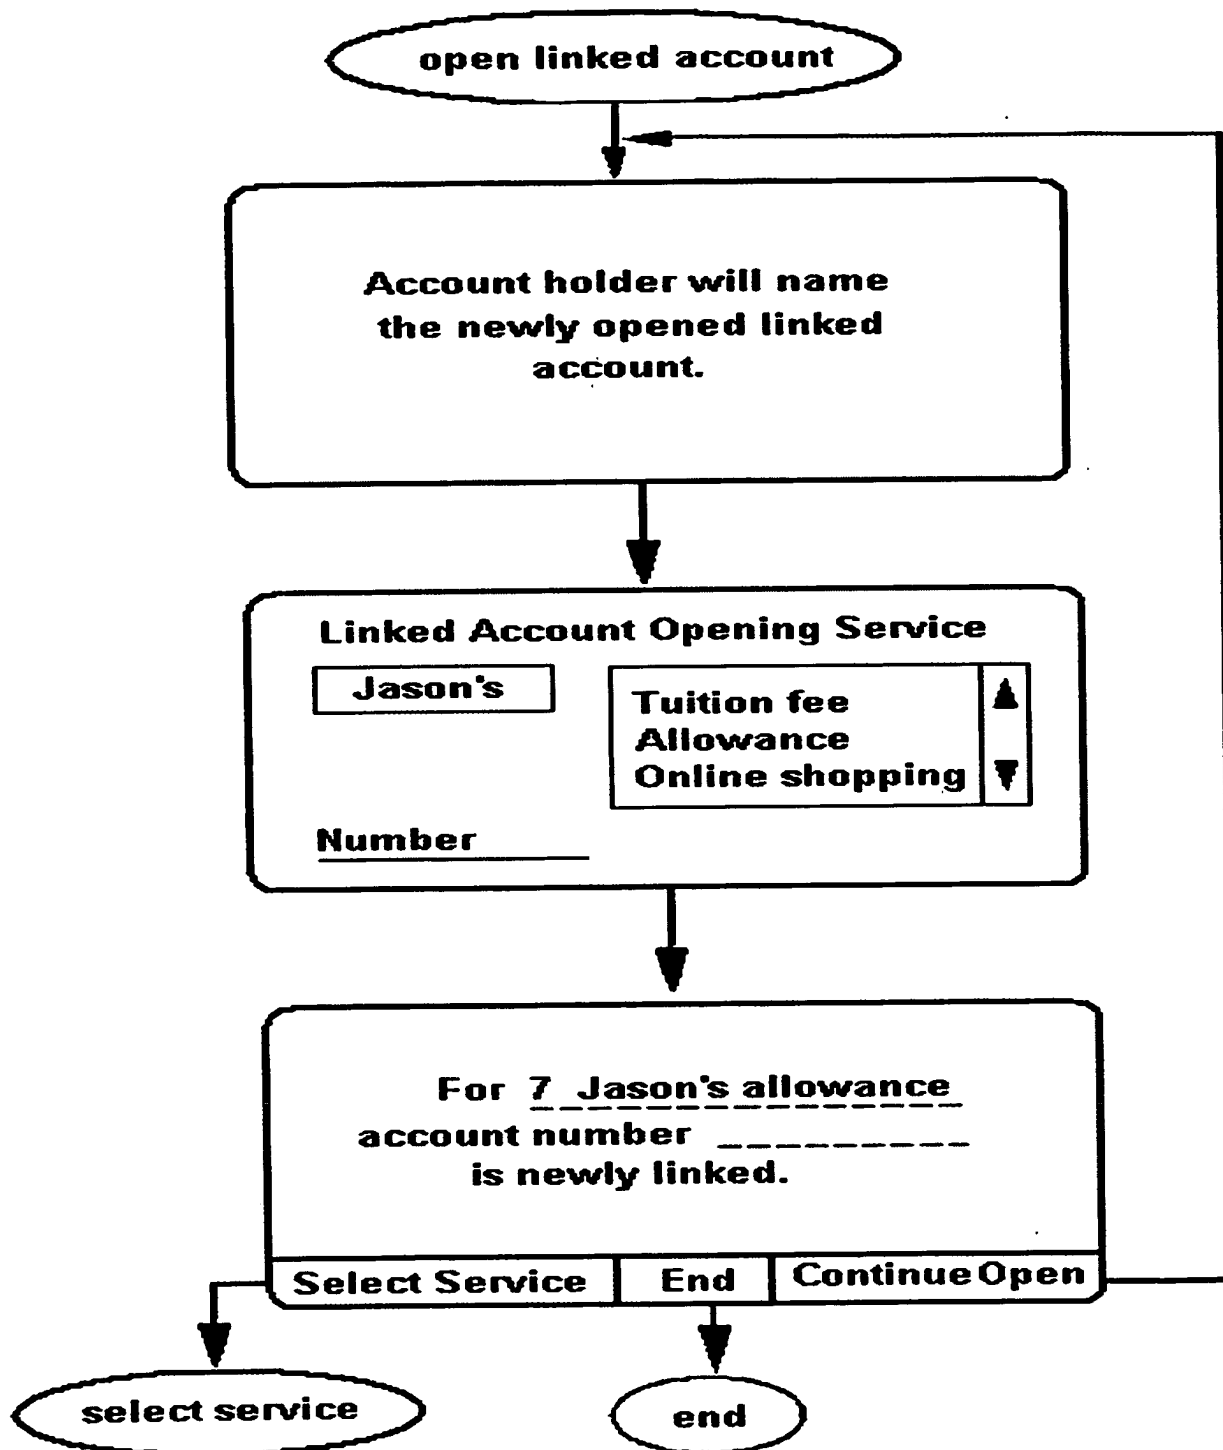 open linked account
Account holder will name
the newly opened linked
account.
Linked Account Opening Service
Jason's
Tuition fee
Allowance
Online shopping
Number
For 7 Jason's allowance
account number
is newly linked.
Select Service End Continue Open
select service
end